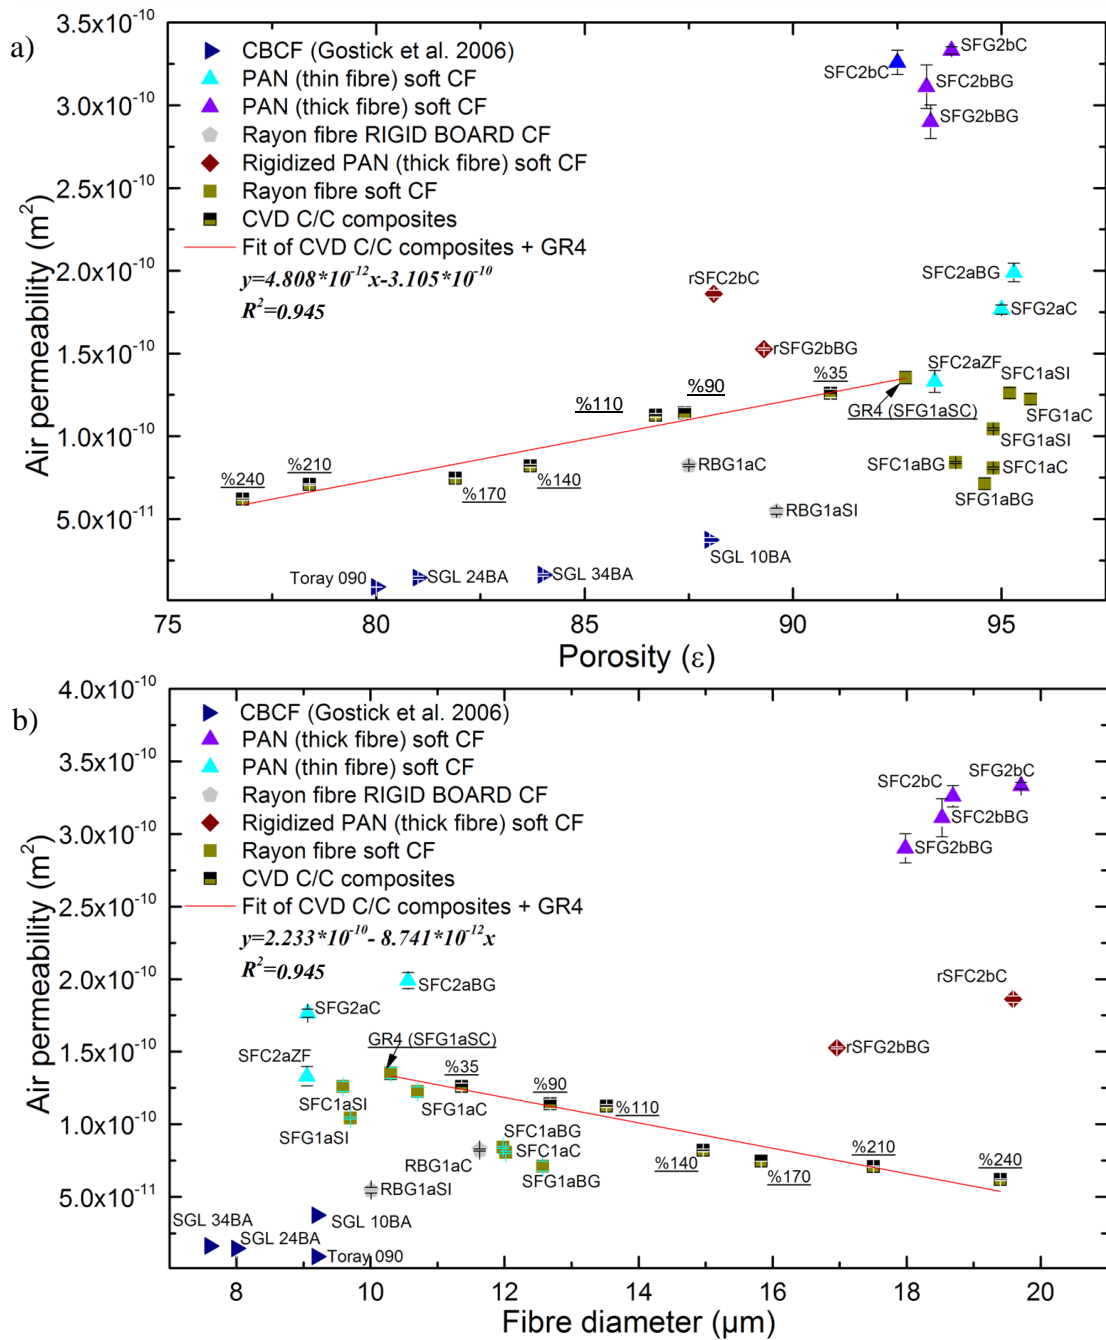 a)
Air permeability (m²)
3.5x10⁻¹⁰
3.0x10⁻¹⁰
2.5x10⁻¹⁰
2.0x10⁻¹⁰
1.5x10⁻¹⁰
1.0x10⁻¹⁰
5.0x10⁻¹¹
CBCF (Gostick et al. 2006)
PAN (thin fibre) soft CF
PAN (thick fibre) soft CF
Rayon fibre RIGID BOARD CF
Rigidized PAN (thick fibre) soft CF
Rayon fibre soft CF
CVD C/C composites
Fit of CVD C/C composites + GR4
y=4.808*10⁻¹²x-3.105*10⁻¹⁰
R²=0.945
SFG2bC
SFC2bC
SFC2bBG
SFG2bBG
SFC2aBG
rSFC2bC
SFG2aC
rSFG2bBG
SFC2aZF
SFC1aSI
%35
%90
%110
GR4 (SFG1aSC)
SFG1aC
SFG1aSI
%210
%240
RBG1aC
SFC1aBG
SFC1aC
%140
%170
SFG1aBG
RBG1aSI
SGL 10BA
Toray 090
SGL 24BA
SGL 34BA
75 80 85 90 95
Porosity (ε)
b)
Air permeability (m²)
4.0x10⁻¹⁰
3.5x10⁻¹⁰
3.0x10⁻¹⁰
2.5x10⁻¹⁰
2.0x10⁻¹⁰
1.5x10⁻¹⁰
1.0x10⁻¹⁰
5.0x10⁻¹¹
CBCF (Gostick et al. 2006)
PAN (thick fibre) soft CF
PAN (thin fibre) soft CF
Rayon fibre RIGID BOARD CF
Rigidized PAN (thick fibre) soft CF
Rayon fibre soft CF
CVD C/C composites
Fit of CVD C/C composites + GR4
y=2.233*10⁻¹⁰- 8.741*10⁻¹²x
R²=0.945
SFG2bC
SFC2bC
SFC2bBG
SFG2bBG
rSFC2bC
SFC2aBG
SFG2aC
GR4 (SFG1aSC)
rSFG2bBG
SFC2aZF
%35
%90
SFC1aSI
SFG1aC
%110
SFG1aSI
SFC1aBG
SFC1aC
%210
RBG1aC
%140
%170
SFG1aBG
%240
RBG1aSI
SGL 34BA
SGL 10BA
SGL 24BA
Toray 090
8 10 12 14 16 18 20
Fibre diameter (μm)